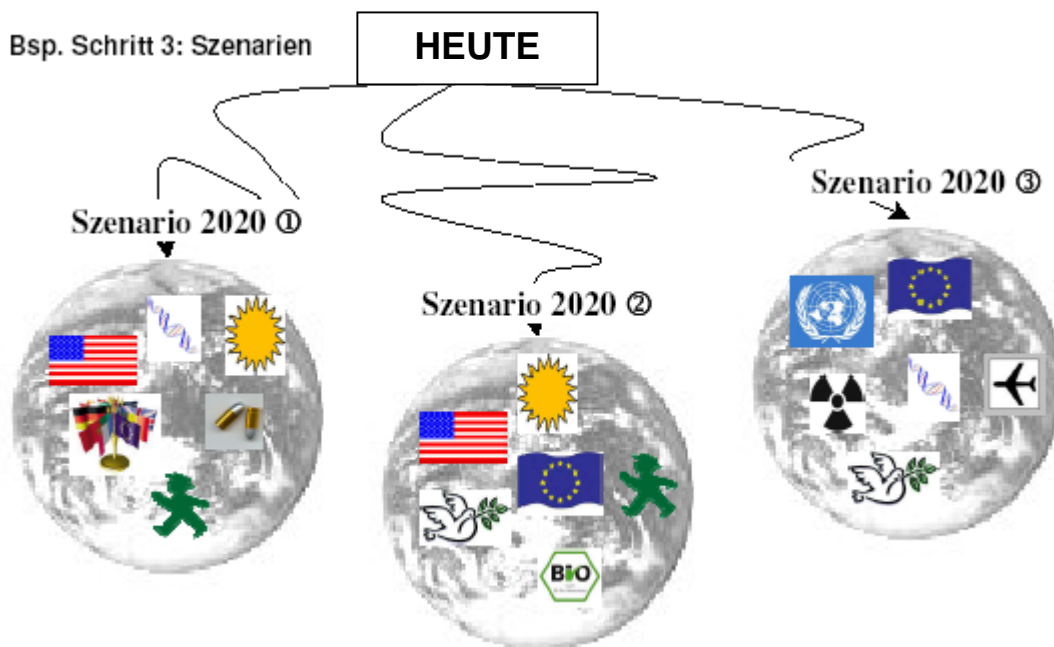 Bsp. Schritt 3: Szenarien
HEUTE
Szenario 2020 ①
Szenario 2020 ②
Szenario 2020 ③
BiO